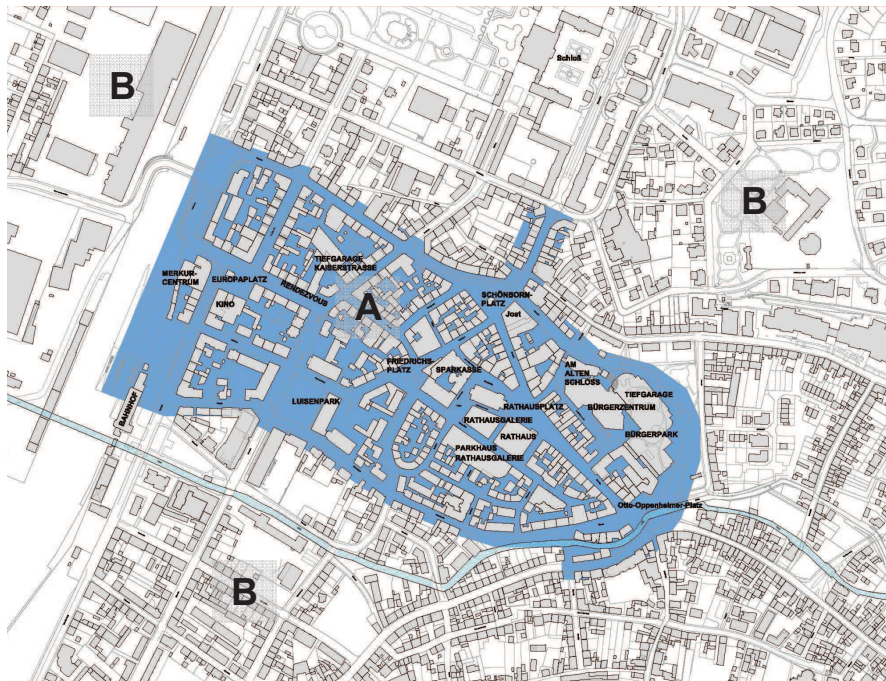 Schloß
B
B
TIEFGARAGE
KAISERSTRASSE
MERKUR-
CENTRUM
EUROPAPLATZ
RENDEZVOUS
KINO
A
SCHÖNBORN-
PLATZ
Jost
FRIEDRICHS-
PLATZ
SPARKASSE
AM
ALTEN
SCHLOSS
TIEFGARAGE
BÜRGERZENTRUM
LUISENPARK
BAHNHOF
RATHAUSPLATZ
RATHAUSGALERIE
RATHAUS
BÜRGERPARK
PARKHAUS
RATHAUSGALERIE
Otto-Oppenheimer-Platz
B